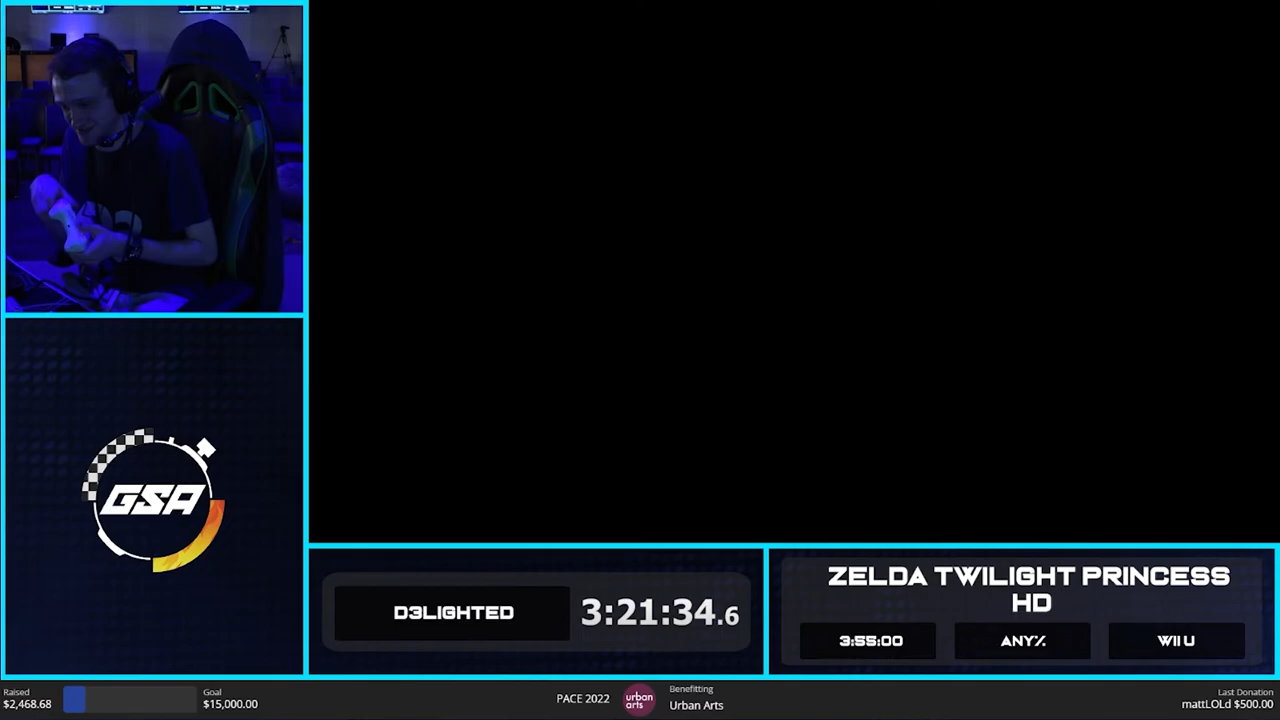 GSA
D3LIGHTED
3:21:34.6
ZELDA TWILIGHT PRINCESS
HD
3:55:00
ANY%
WII U
Raised
$2,468.68
Goal
$15,000.00
PACE 2022
urban
arts
Benefitting
Urban Arts
Last Donation
mattLOLd $500.00